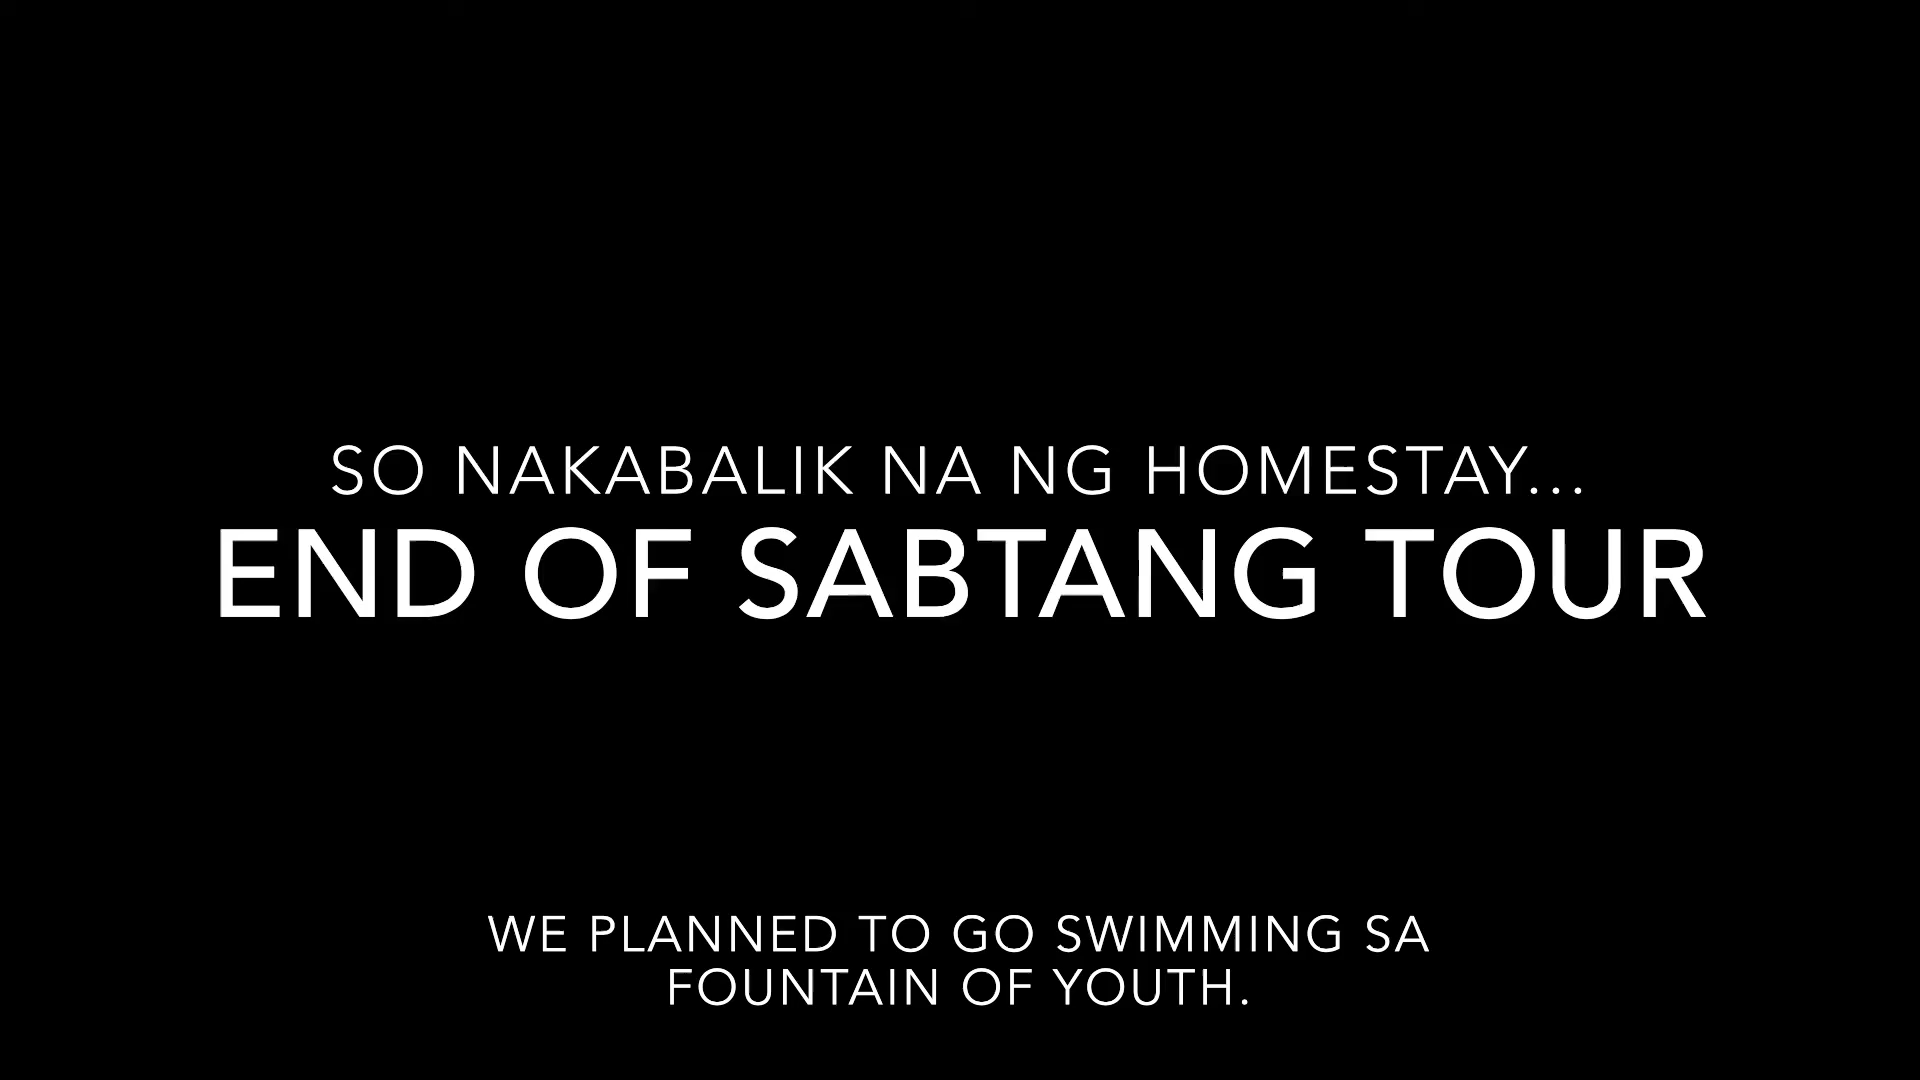 SO NAKABALIK NA NG HOMESTAY...
END OF SABTANG TOUR
WE PLANNED TO GO SWIMMING SA
FOUNTAIN OF YOUTH.